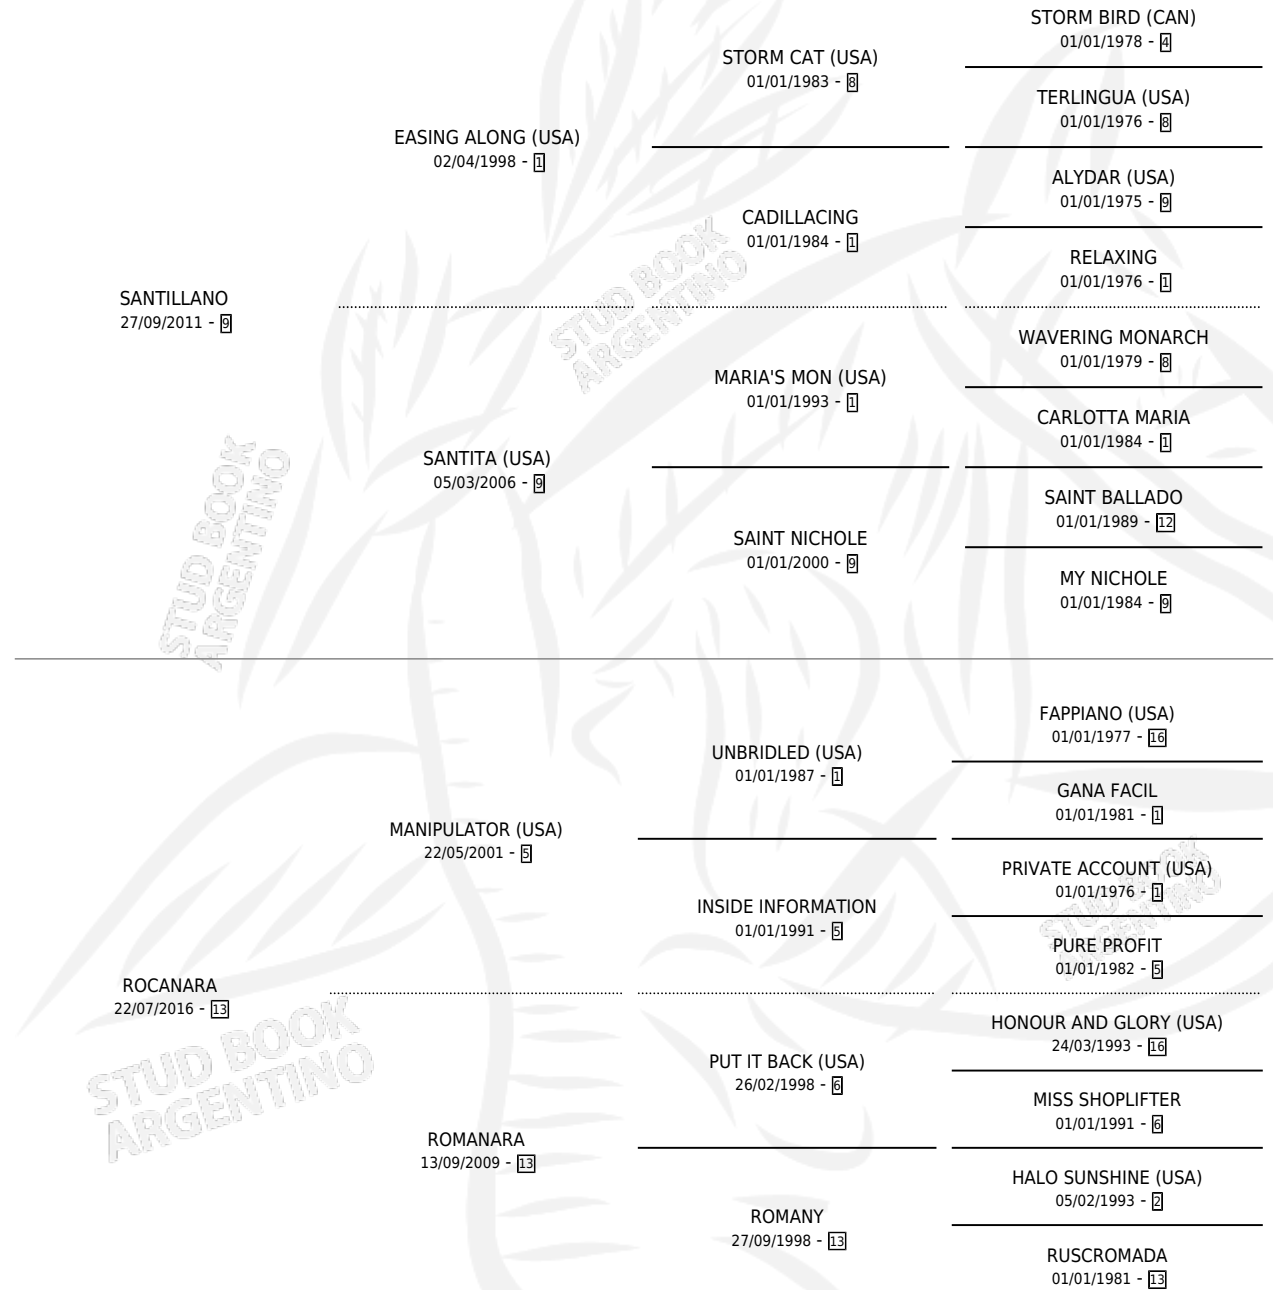 STORM BIRD (CAN)
01/01/1978 - 4
STORM CAT (USA)
01/01/1983 - 8
TERLINGUA (USA)
01/01/1976 - 8
EASING ALONG (USA)
02/04/1998 - 1
ALYDAR (USA)
01/01/1975 - 9
CADILLACING
01/01/1984 - 1
RELAXING
01/01/1976 - 1
SANTILLANO
27/09/2011 - 9
WAVERING MONARCH
01/01/1979 - 8
MARIA'S MON (USA)
01/01/1993 - 1
CARLOTTA MARIA
01/01/1984 - 1
SANTITA (USA)
05/03/2006 - 9
SAINT BALLADO
01/01/1989 - 12
SAINT NICHOLE
01/01/2000 - 9
MY NICHOLE
01/01/1984 - 9
STUD BOOK
ARGENTINO
STUD BOOK
ARGENTINO
FAPPIANO (USA)
01/01/1977 - 16
UNBRIDLED (USA)
01/01/1987 - 1
GANA FACIL
01/01/1981 - 1
MANIPULATOR (USA)
22/05/2001 - 5
PRIVATE ACCOUNT (USA)
01/01/1976 - 1
INSIDE INFORMATION
01/01/1991 - 5
PURE PROFIT
01/01/1982 - 5
STUD BOOK
ARGENTINO
ROCANARA
22/07/2016 - 13
HONOUR AND GLORY (USA)
24/03/1993 - 16
PUT IT BACK (USA)
26/02/1998 - 6
MISS SHOPLIFTER
01/01/1991 - 6
STUD BOOK
ARGENTINO
ROMANARA
13/09/2009 - 13
HALO SUNSHINE (USA)
05/02/1993 - 2
ROMANY
27/09/1998 - 13
RUSCROMADA
01/01/1981 - 13